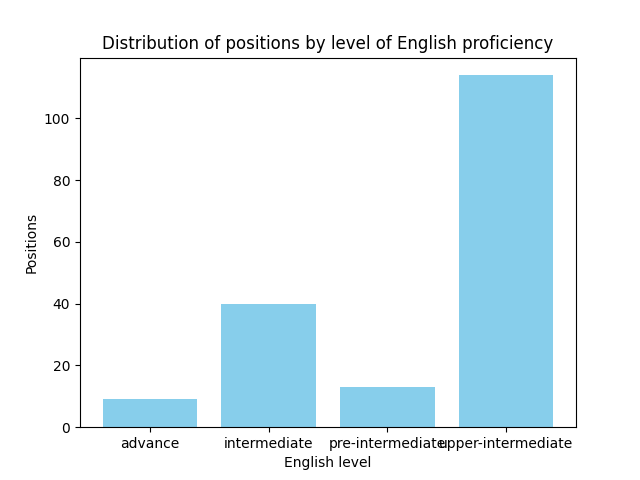 Distribution of positions by level of English proficiency
Positions
100
80
60
40
20
0
advance intermediate pre-intermediate upper-intermediate
English level